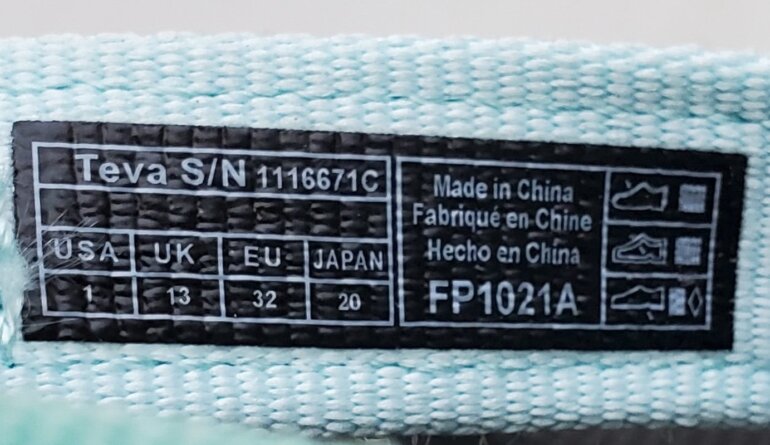 Teva S/N 1116671C
USA UK EU JAPAN
1 13 32 20
Made in China
Fabriqué en Chine
Hecho en China
FP1021A